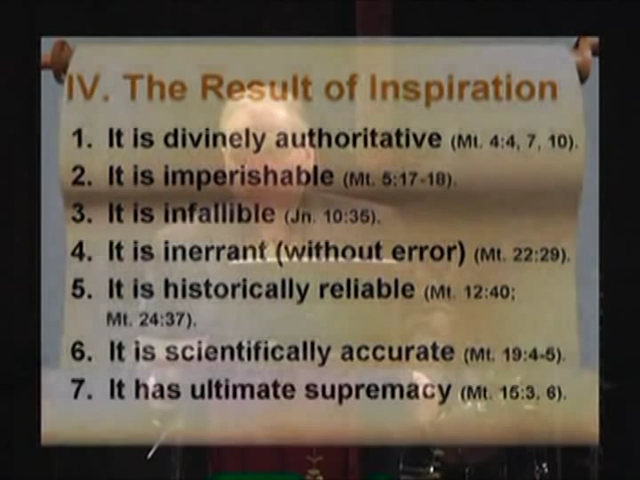 IV. The Result of Inspiration
1. It is divinely authoritative (Mt. 4:4, 7, 10).
2. It is imperishable (Mt. 5:17-18).
3. It is infallible (Jn. 10:35).
4. It is inerrant (without error) (Mt. 22:29).
5. It is historically reliable (Mt. 12:40;
Mt. 24:37).
6. It is scientifically accurate (Mt. 19:4-5).
7. It has ultimate supremacy (Mt. 15:3, 6).